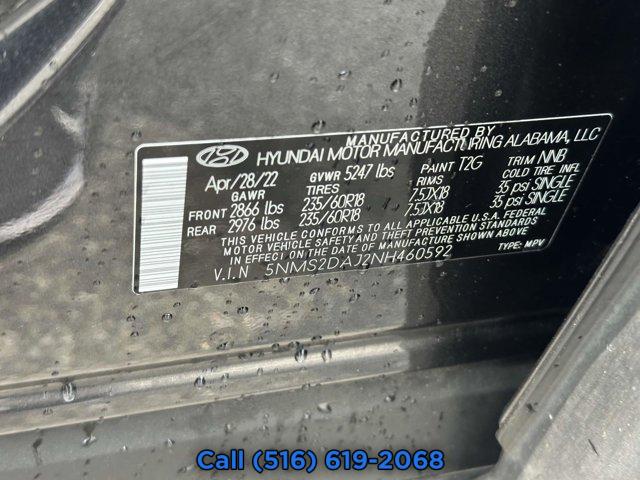 MANUFACTURED BY
HYUNDAI MOTOR MANUFACTURING ALABAMA, LLC
Apr/28/22 GVWR 5247 lbs PAINT T2G TRIM NNB
GAWR TIRES RIMS COLD TIRE INFL
FRONT 2866 lbs 235/60R18 7.5JX18 35 psi SINGLE
REAR 2976 lbs 235/60R18 7.5JX18 35 psi SINGLE
THIS VEHICLE CONFORMS TO ALL APPLICABLE U.S.A. FEDERAL
MOTOR VEHICLE SAFETY, BUMPER, AND THEFT PREVENTION STANDARDS
IN EFFECT ON THE DATE OF MANUFACTURE SHOWN ABOVE.
V.I.N 5NMS2DAJ2NH460592 TYPE: MPV
Call (516) 619-2068